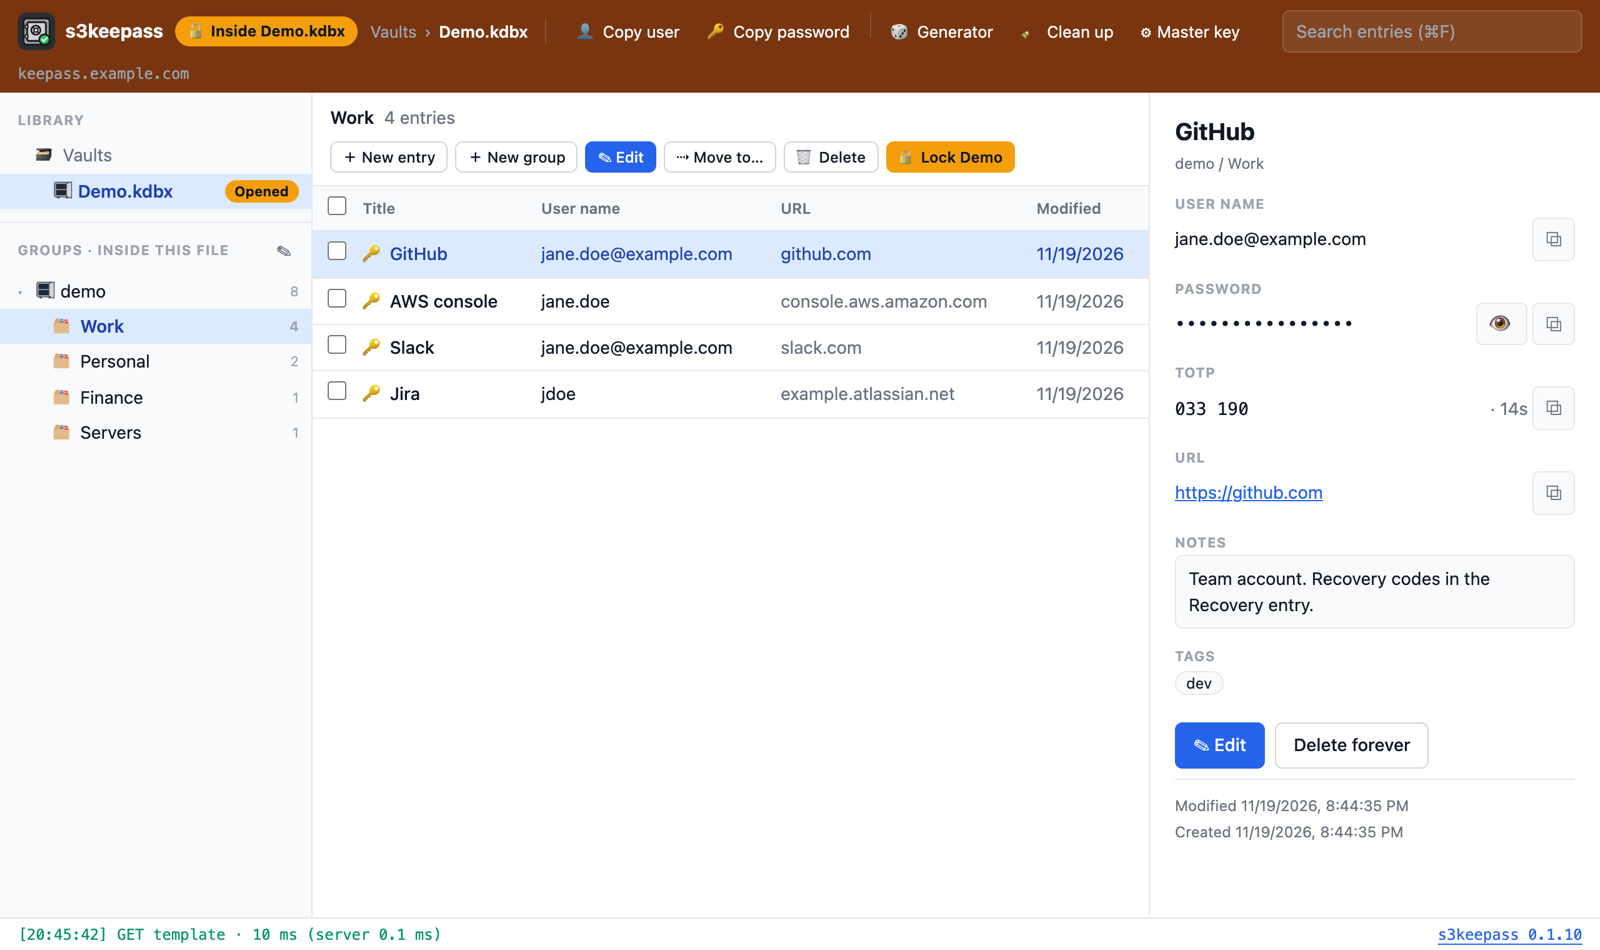 s3keepass Inside Demo.kdbx Vaults › Demo.kdbx Copy user Copy password Generator Clean up Master key Search entries (⌘F)
keepass.example.com
LIBRARY
Vaults
Demo.kdbx Opened
GROUPS · INSIDE THIS FILE
demo 8
Work 4
Personal 2
Finance 1
Servers 1
Work 4 entries
+ New entry + New group Edit Move to... Delete Lock Demo
Title User name URL Modified
GitHub jane.doe@example.com github.com 11/19/2026
AWS console jane.doe console.aws.amazon.com 11/19/2026
Slack jane.doe@example.com slack.com 11/19/2026
Jira jdoe example.atlassian.net 11/19/2026
GitHub
demo / Work
USER NAME
jane.doe@example.com
PASSWORD
•••••••••••••••
TOTP
033 190 · 14s
URL
https://github.com
NOTES
Team account. Recovery codes in the
Recovery entry.
TAGS
dev
Edit Delete forever
Modified 11/19/2026, 8:44:35 PM
Created 11/19/2026, 8:44:35 PM
[20:45:42] GET template · 10 ms (server 0.1 ms) s3keepass 0.1.10